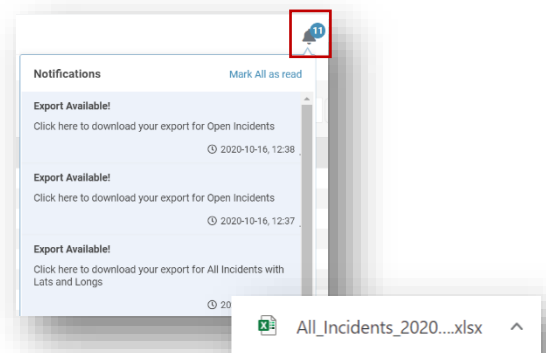 11
Notifications Mark All as read
Export Available!
Click here to download your export for Open Incidents
2020-10-16, 12:38
Export Available!
Click here to download your export for Open Incidents
2020-10-16, 12:37
Export Available!
Click here to download your export for All Incidents with
Lats and Longs
20
All_Incidents_2020....xlsx